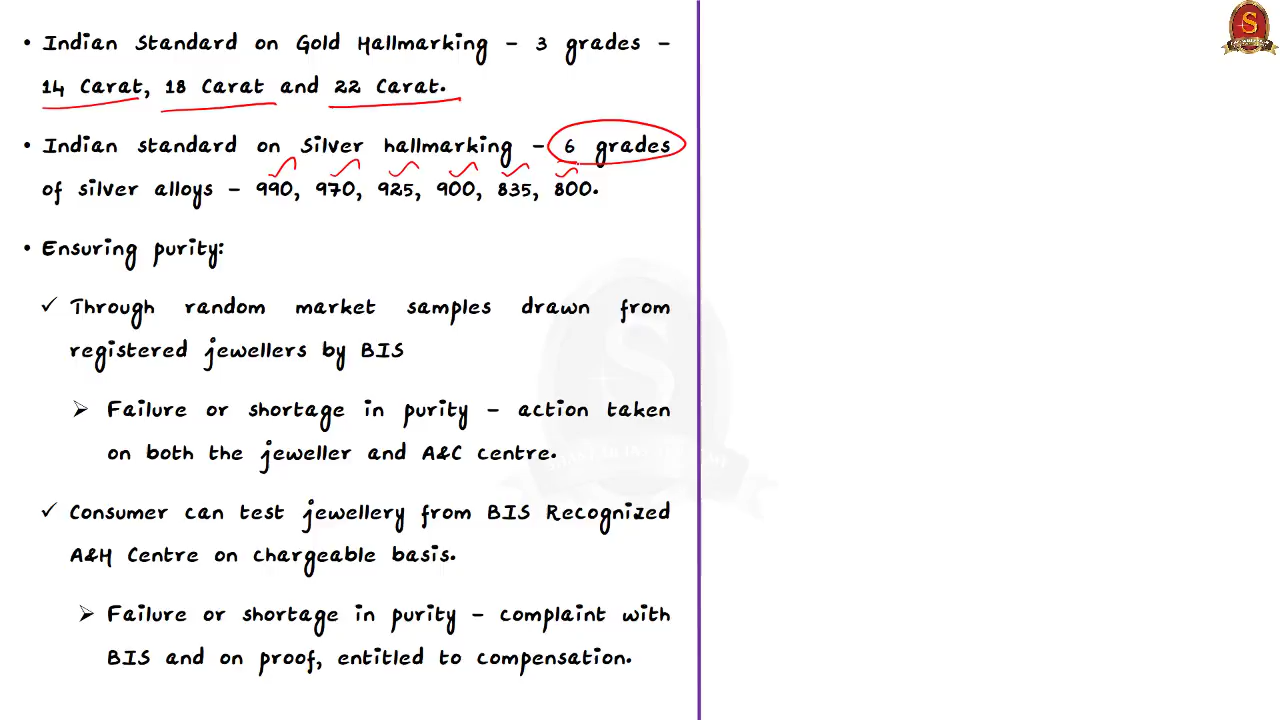 • Indian Standard on Gold Hallmarking – 3 grades –
14 Carat, 18 Carat and 22 Carat.
• Indian standard on Silver hallmarking – 6 grades
of silver alloys – 990, 970, 925, 900, 835, 800.
• Ensuring purity:
✓ Through random market samples drawn from
registered jewellers by BIS
➢ Failure or shortage in purity – action taken
on both the jeweller and A&C centre.
✓ Consumer can test jewellery from BIS Recognized
A&H Centre on chargeable basis.
➢ Failure or shortage in purity – complaint with
BIS and on proof, entitled to compensation.
S